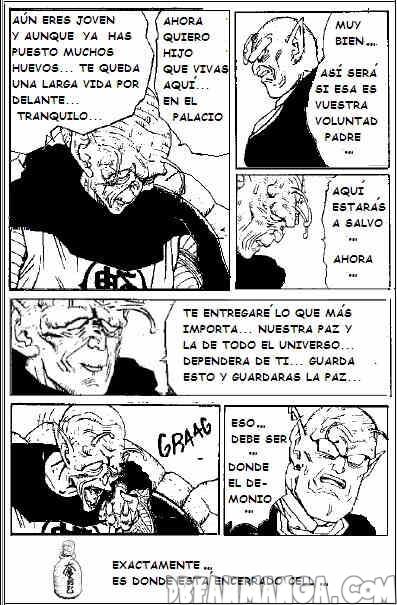 AÚN ERES JOVEN
Y AUNQUE YA HAS
PUESTO MUCHOS
HUEVOS... TE QUEDA
UNA LARGA VIDA POR
DELANTE...
TRANQUILO...
AHORA
QUIERO
HIJO
QUE VIVAS
AQUÍ...
EN EL
PALACIO
MUY
BIEN...
ASÍ SERÁ
SI ESA ES
VUESTRA
VOLUNTAD
PADRE
...
AQUÍ
ESTARÁS
A SALVO
...
AHORA
...
TE ENTREGARÉ LO QUE MÁS
IMPORTA... NUESTRA PAZ Y
LA DE TODO EL UNIVERSO...
DEPENDERA DE TI... GUARDA
ESTO Y GUARDARAS LA PAZ...
GRAAG
ESO...
DEBE SER
...
DONDE
EL DE-
MONIO...
EXACTAMENTE...
ES DONDE ESTÁ ENCERRADO CELL...
DBFANMANGA.COM